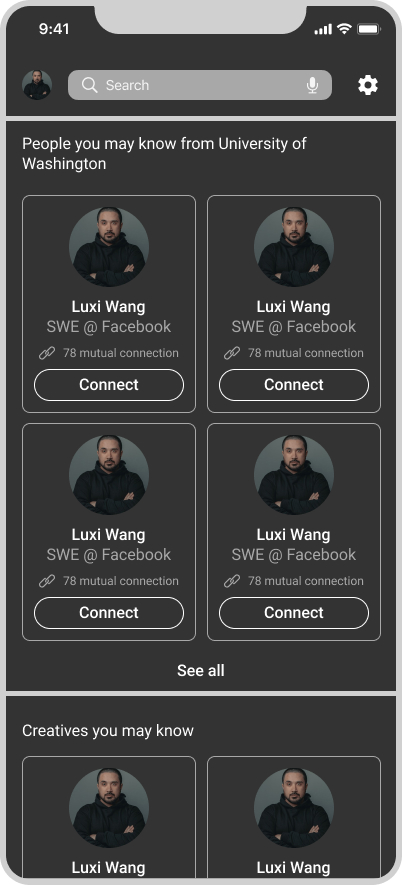 9:41
Search
People you may know from University of
Washington
Luxi Wang
SWE @ Facebook
78 mutual connection
Connect
Luxi Wang
SWE @ Facebook
78 mutual connection
Connect
Luxi Wang
SWE @ Facebook
78 mutual connection
Connect
Luxi Wang
SWE @ Facebook
78 mutual connection
Connect
See all
Creatives you may know
Luxi Wang
Luxi Wang